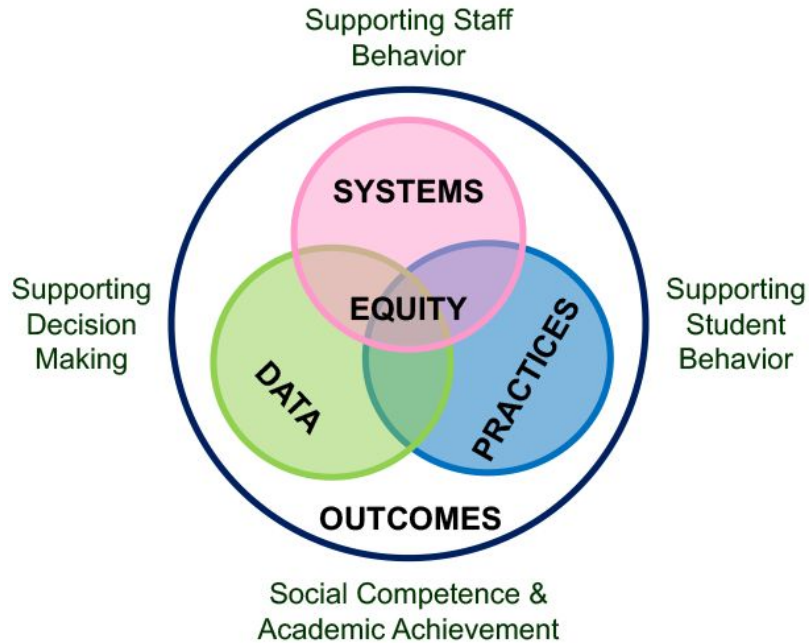 Supporting Staff
Behavior
SYSTEMS
EQUITY
Supporting
Decision
Making
Supporting
Student
Behavior
DATA
PRACTICES
OUTCOMES
Social Competence &
Academic Achievement